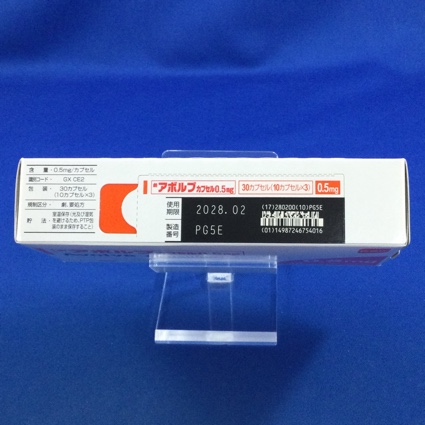 含　量・0.5mg/カプセル
識別コード・GX CE2
包　装・30カプセル
(10カプセル×3)
規制区分・劇、要処方
貯　法・室温保存(光及び湿気
を避けるため、PTP包
装のまま保存すること)
*アボルブカプセル0.5mg
30カプセル(10カプセル×3)
0.5mg
使用
期限
2028.02
製造
番号
PG5E
(17)280200(10)PG5E
(01)14987246754016